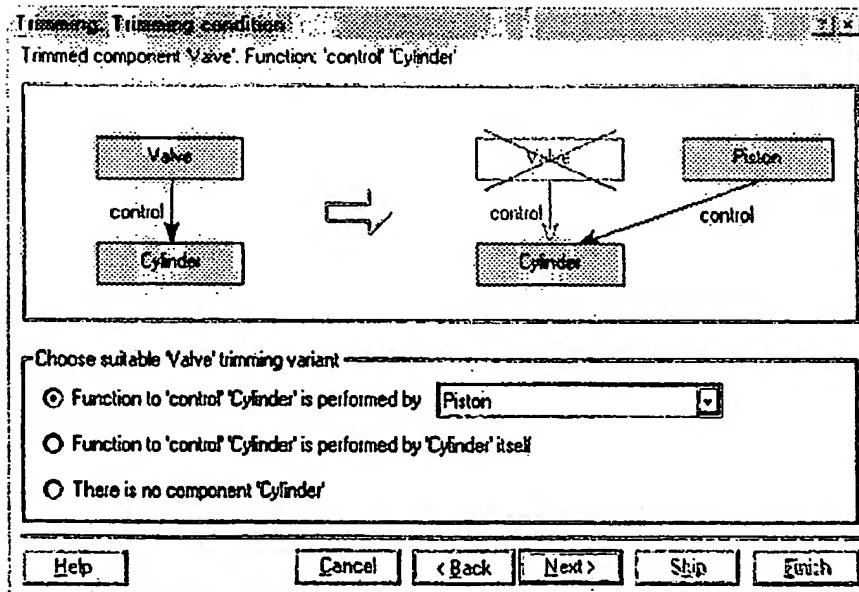 Trimming: Trimming condition
Trimmed component 'Valve'. Function: 'control' 'Cylinder'
Valve
Valve
Piston
control
control
control
Cylinder
Cylinder
Choose suitable 'Valve' trimming variant
Function to 'control' 'Cylinder' is performed by Piston
Function to 'control' 'Cylinder' is performed by 'Cylinder' itself
There is no component 'Cylinder'
Help Cancel < Back Next > Skip Finish